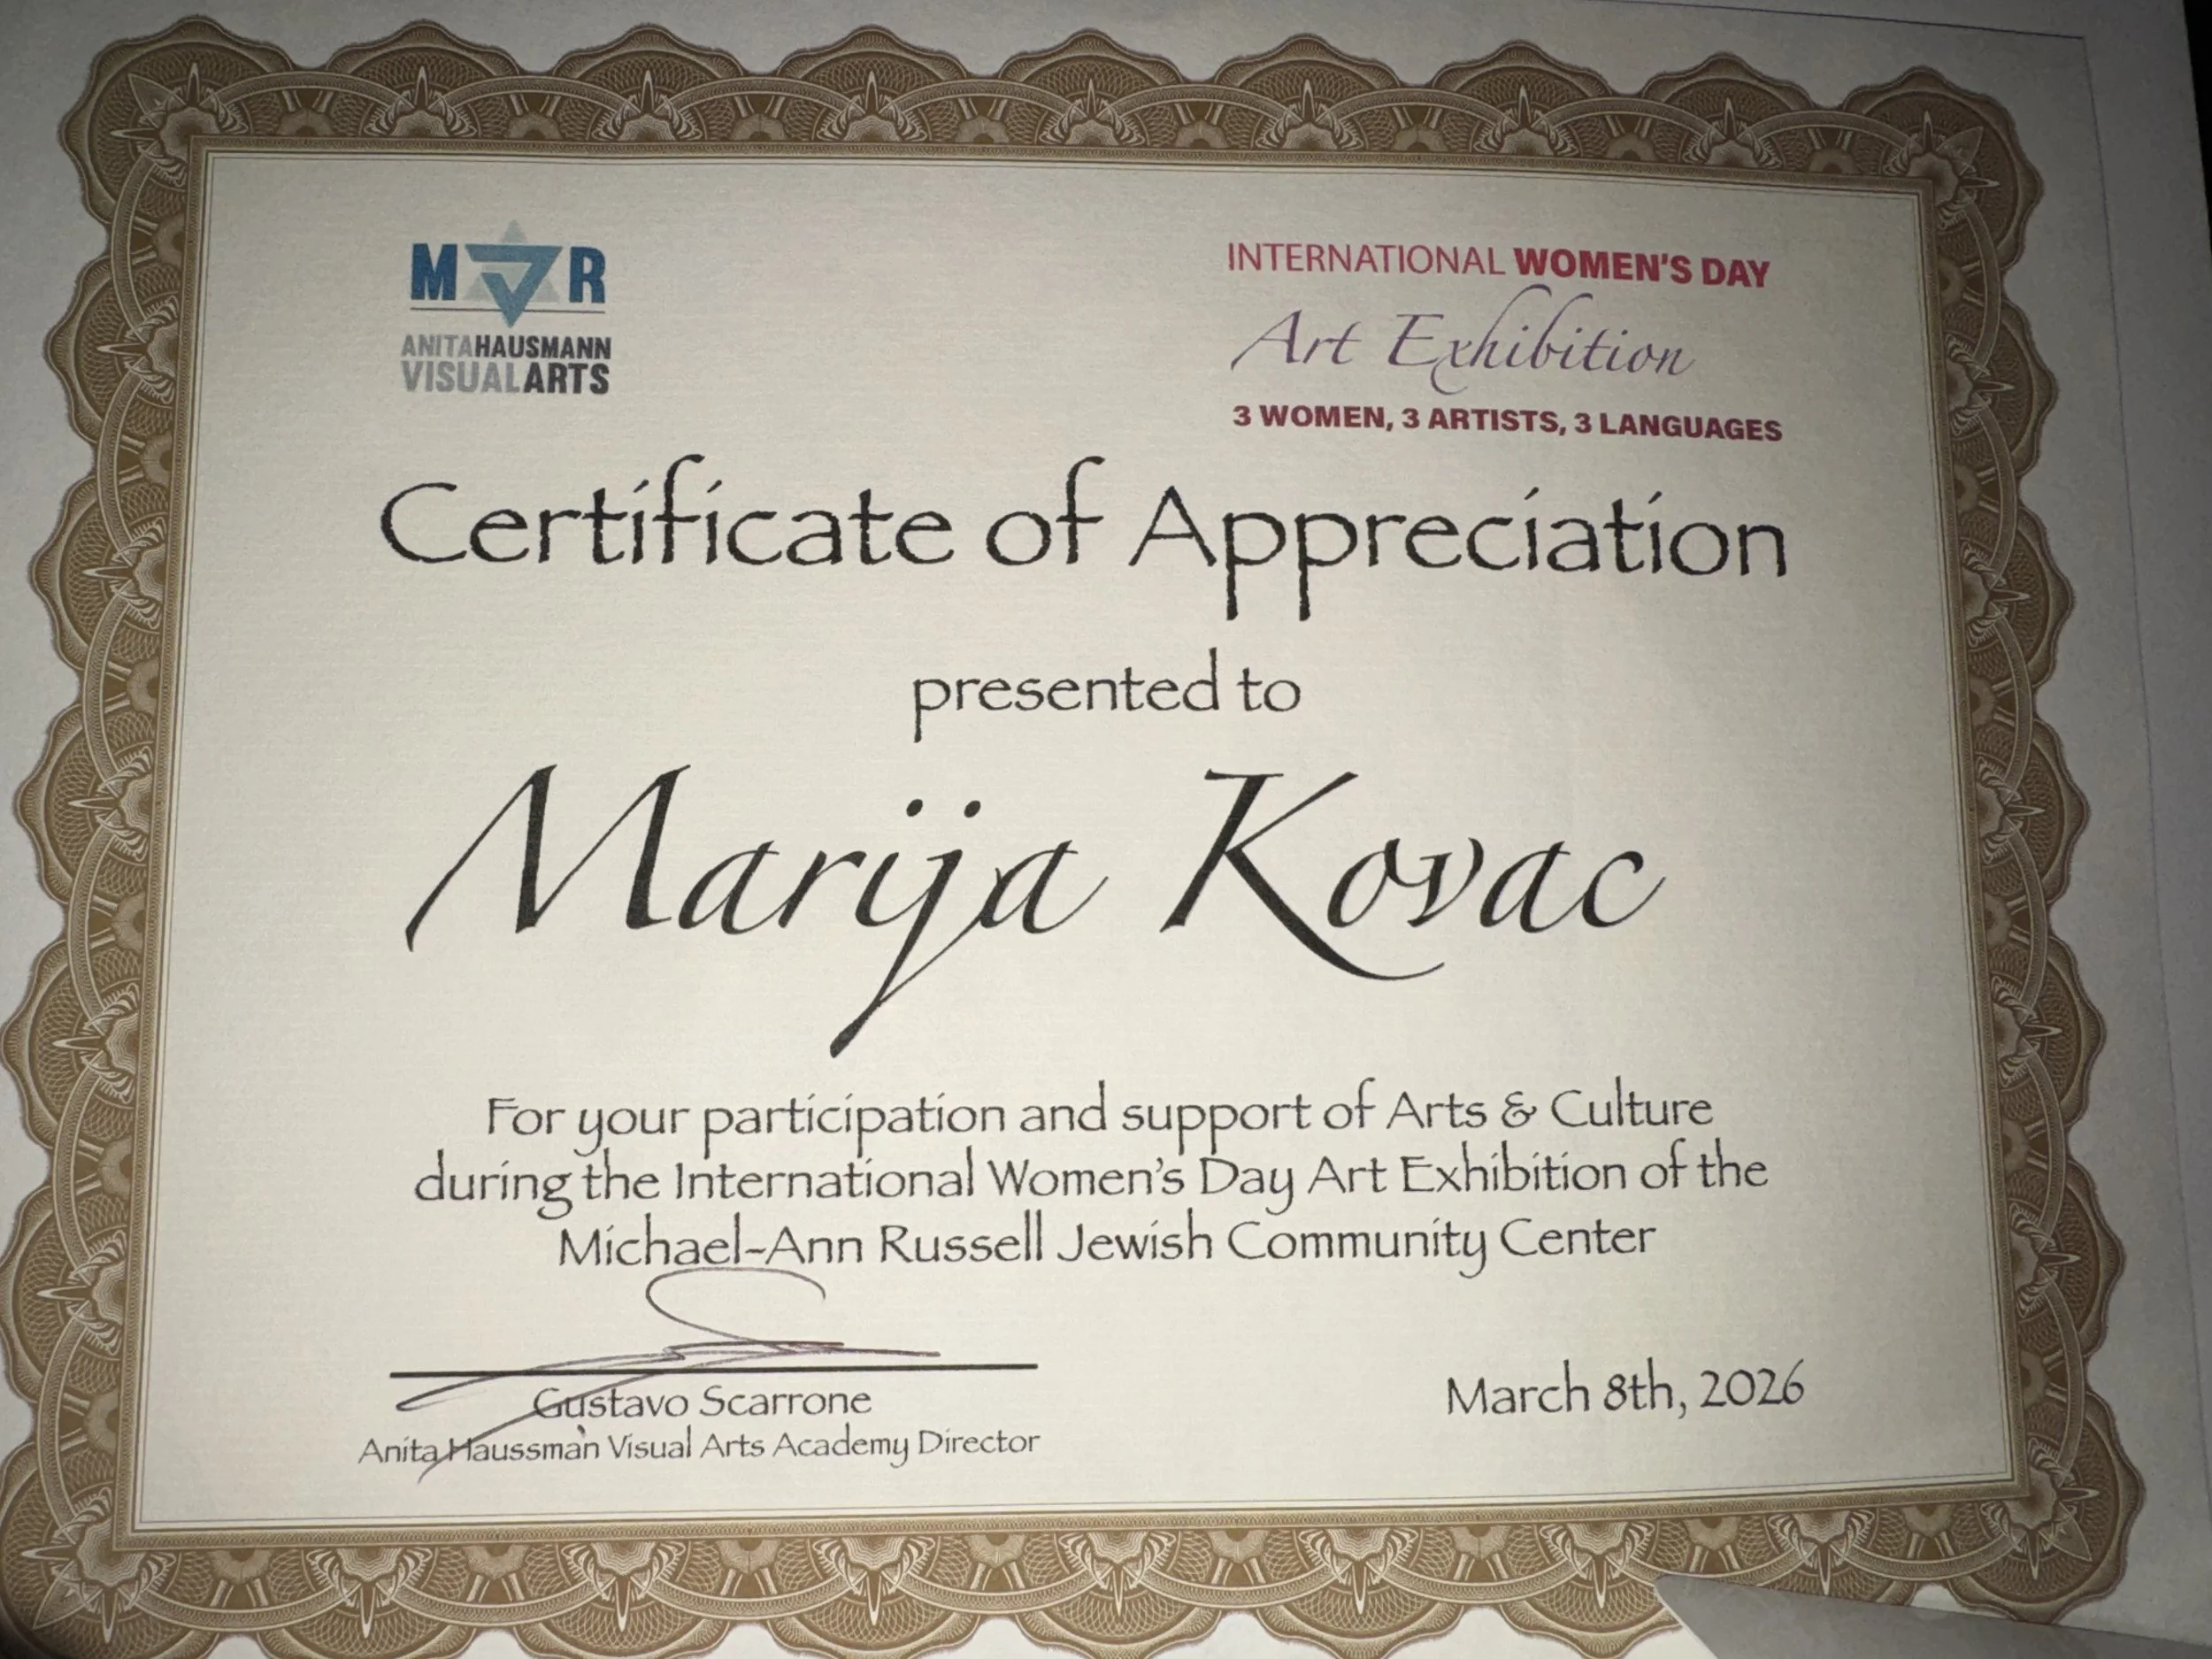 MAR
ANITAHAUSMANN
VISUALARTS
INTERNATIONAL WOMEN'S DAY
Art Exhibition
3 WOMEN, 3 ARTISTS, 3 LANGUAGES
Certificate of Appreciation
presented to
Marija Kovac
For your participation and support of Arts & Culture
during the International Women's Day Art Exhibition of the
Michael-Ann Russell Jewish Community Center
Gustavo Scarrone
Anita Haussman Visual Arts Academy Director
March 8th, 2026